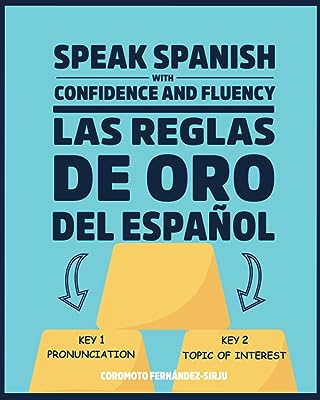 SPEAK SPANISH
WITH
CONFIDENCE AND FLUENCY
LAS REGLAS
DE ORO
DEL ESPAÑOL
KEY 1
PRONUNCIATION
KEY 2
TOPIC OF INTEREST
COROMOTO FERNÁNDEZ-SIRJU